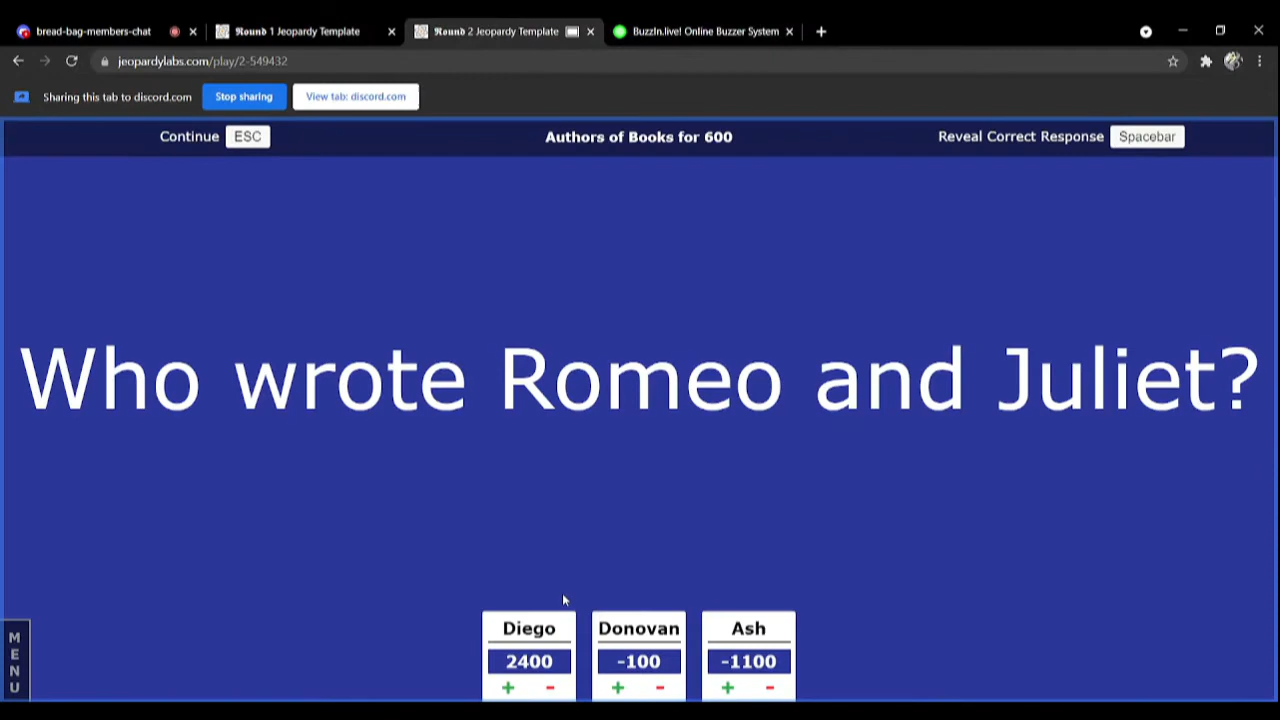 bread-bag-members-chat
𝕽𝖔𝖚𝖓𝖉 1 Jeopardy Template
𝕽𝖔𝖚𝖓𝖉 2 Jeopardy Template
BuzzIn.live! Online Buzzer System
jeopardylabs.com/play/2-549432
Sharing this tab to discord.com
Stop sharing
View tab: discord.com
Continue ESC
Authors of Books for 600
Reveal Correct Response Spacebar
Who wrote Romeo and Juliet?
MENU
Diego
2400
+ -
Donovan
-100
+ -
Ash
-1100
+ -